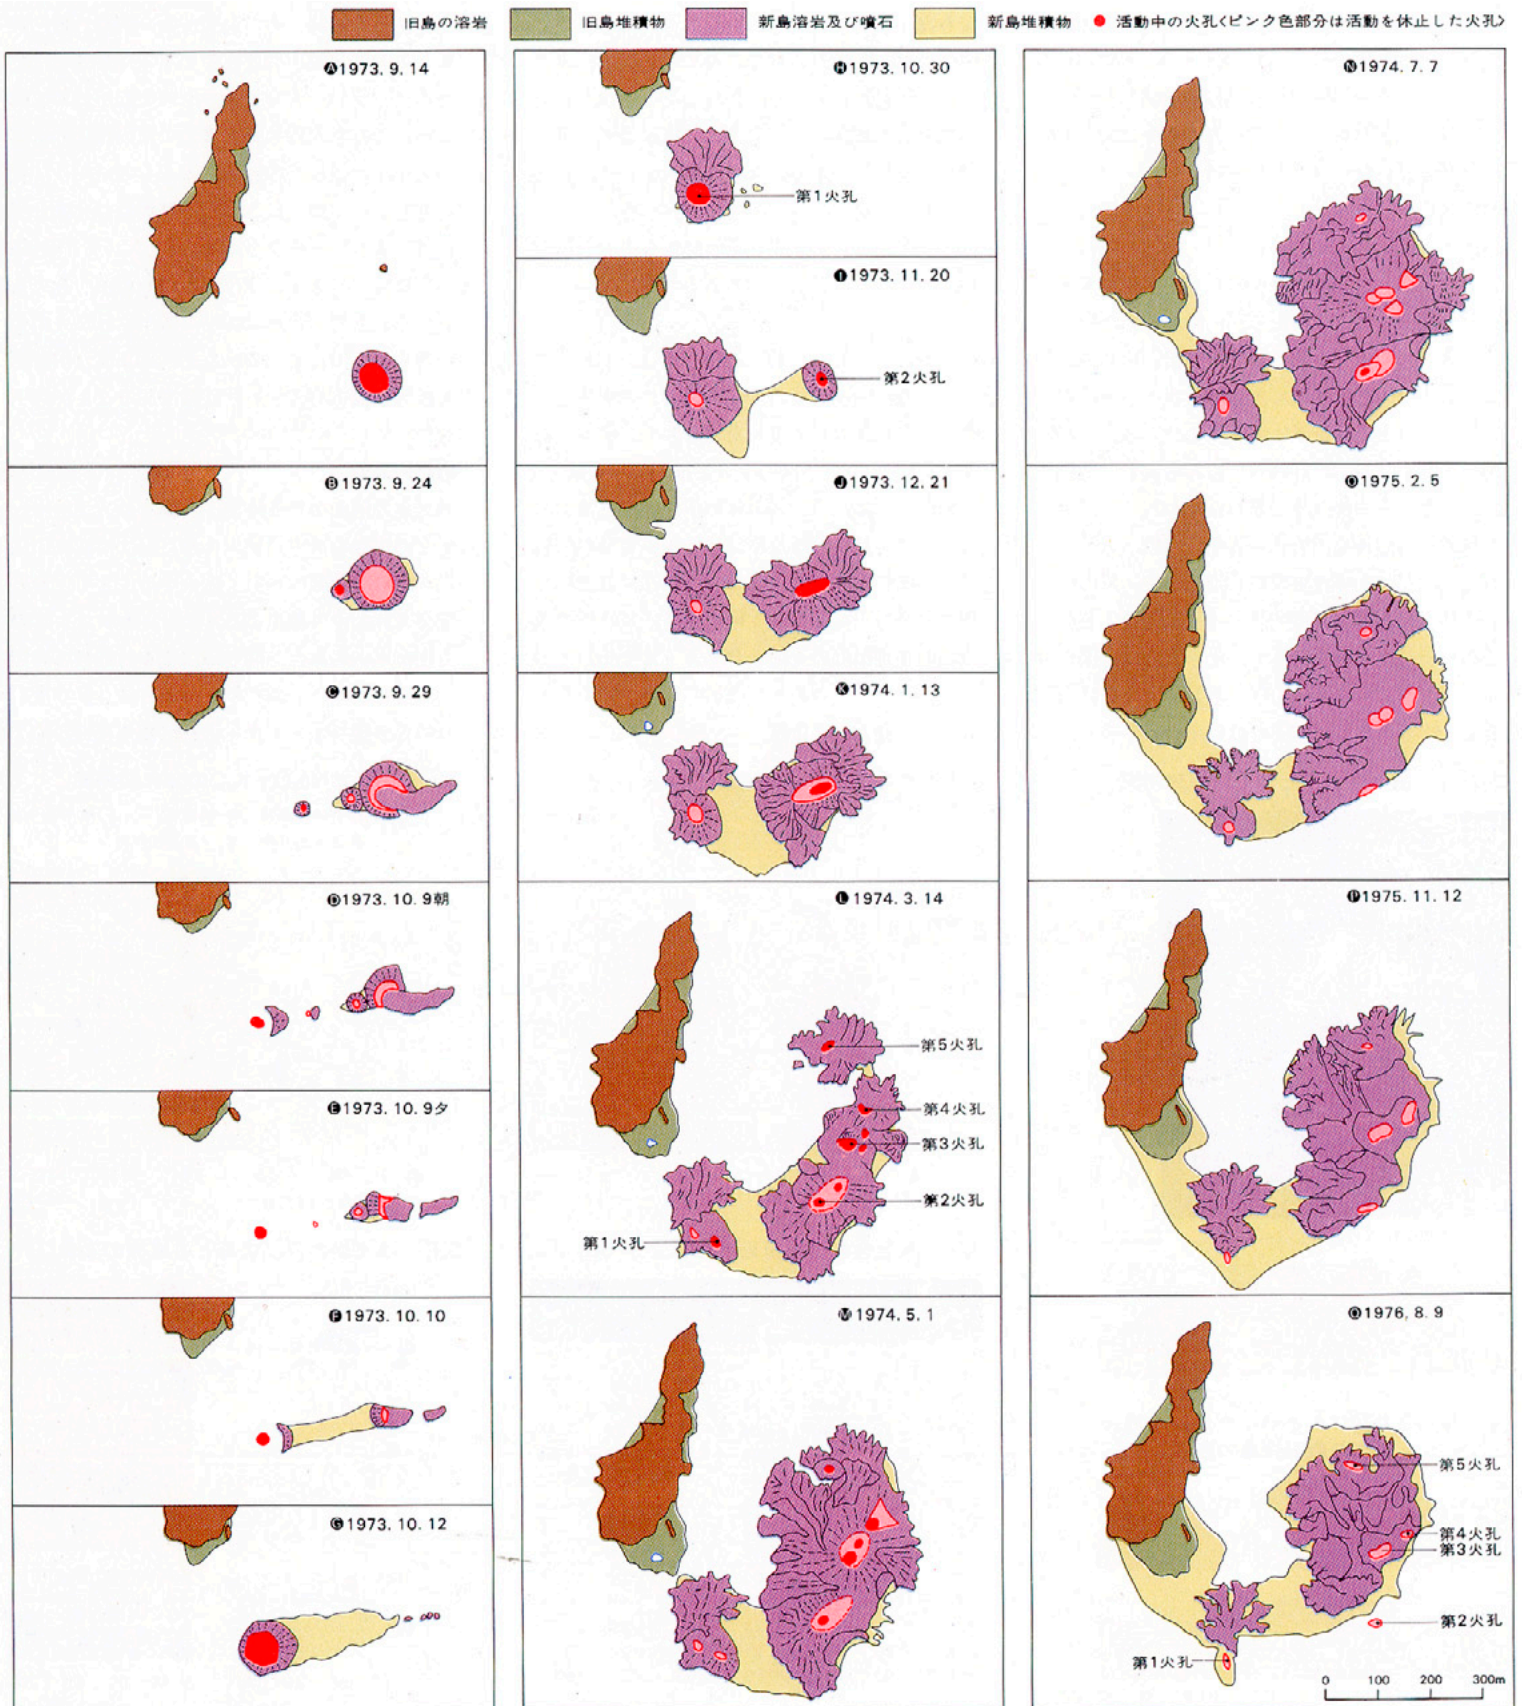 旧島の溶岩 旧島堆積物 新島溶岩及び噴石 新島堆積物 活動中の火孔〈ピンク色部分は活動を休止した火孔〉
Ⓐ1973.9.14
Ⓑ1973.9.24
Ⓒ1973.9.29
Ⓓ1973.10.9朝
Ⓔ1973.10.9夕
Ⓕ1973.10.10
Ⓖ1973.10.12
Ⓗ1973.10.30
第1火孔
Ⓘ1973.11.20
第2火孔
Ⓙ1973.12.21
Ⓚ1974.1.13
Ⓛ1974.3.14
第5火孔
第4火孔
第3火孔
第2火孔
第1火孔
Ⓜ1974.5.1
Ⓝ1974.7.7
Ⓞ1975.2.5
Ⓟ1975.11.12
Ⓠ1976.8.9
第5火孔
第4火孔
第3火孔
第2火孔
第1火孔
0 100 200 300m